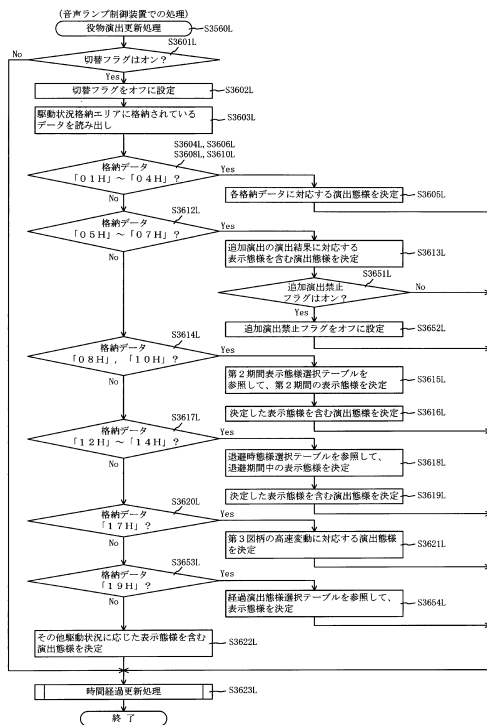 (音声ランプ制御装置での処理)
役物演出更新処理
S3560L
S3601L
No
切替フラグはオン?
Yes
切替フラグをオフに設定
S3602L
駆動状況格納エリアに格納されている
データを読み出し
S3603L
S3604L, S3606L
S3608L, S3610L
格納データ
「01H」~「04H」?
Yes
No
各格納データに対応する演出態様を決定
S3605L
S3612L
格納データ
「05H」~「07H」?
Yes
No
追加演出の演出結果に対応する
表示態様を含む演出態様を決定
S3613L
S3651L
追加演出禁止
フラグはオン?
No
Yes
追加演出禁止フラグをオフに設定
S3652L
S3614L
格納データ
「08H」,「10H」?
Yes
No
第2期間表示態様選択テーブルを
参照して、第2期間の表示態様を決定
S3615L
決定した表示態様を含む演出態様を決定
S3616L
S3617L
格納データ
「12H」~「14H」?
Yes
No
退避時態様選択テーブルを参照して、
退避期間中の表示態様を決定
S3618L
決定した表示態様を含む演出態様を決定
S3619L
S3620L
格納データ
「17H」?
Yes
No
第3図柄の高速変動に対応する演出態様
を決定
S3621L
S3653L
格納データ
「19H」?
Yes
No
経過演出態様選択テーブルを参照して、
表示態様を決定
S3654L
その他駆動状況に応じた表示態様を含む
演出態様を決定
S3622L
時間経過更新処理
S3623L
終了